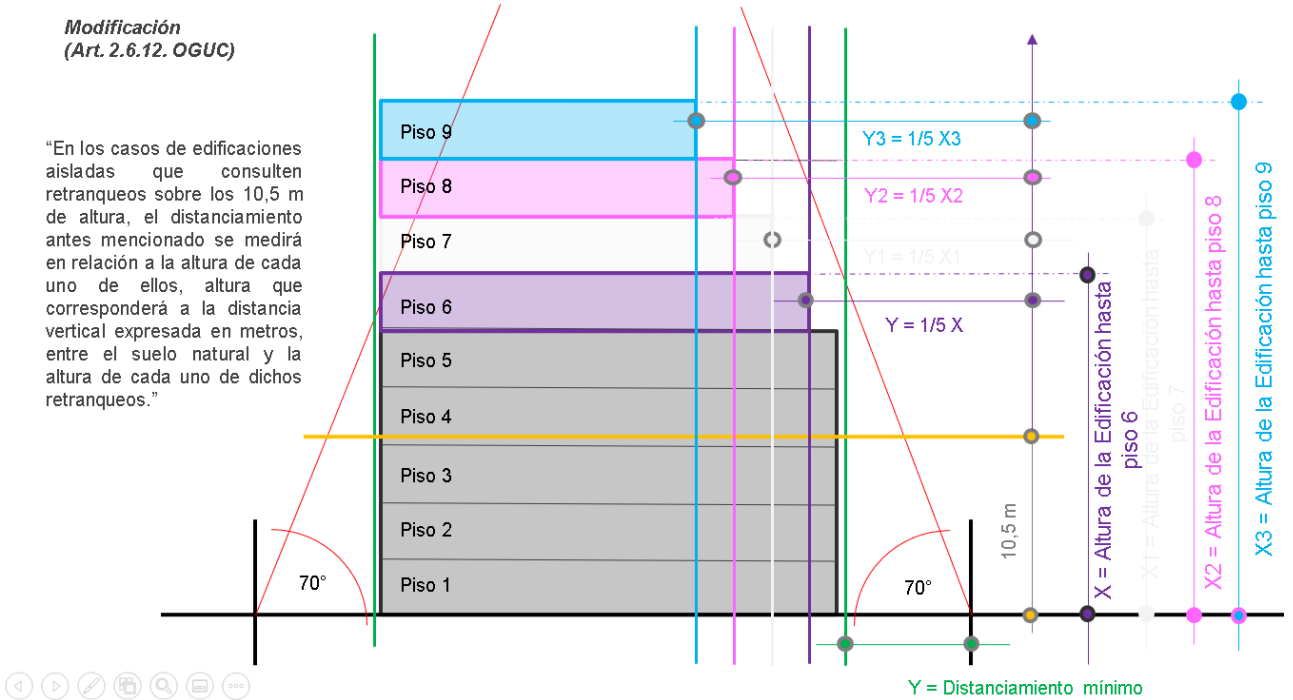 Modificación
(Art. 2.6.12. OGUC)
“En los casos de edificaciones
aisladas que consulten
retranqueos sobre los 10,5 m
de altura, el distanciamiento
antes mencionado se medirá
en relación a la altura de cada
uno de ellos, altura que
corresponderá a la distancia
vertical expresada en metros,
entre el suelo natural y la
altura de cada uno de dichos
retranqueos.”
Piso 9
Piso 8
Piso 7
Piso 6
Piso 5
Piso 4
Piso 3
Piso 2
Piso 1
70°
70°
Y3 = 1/5 X3
Y2 = 1/5 X2
Y1 = 1/5 X1
Y = 1/5 X
10,5 m
X = Altura de la Edificación hasta
piso 6
X1 = Altura de la Edificación hasta
piso 7
X2 = Altura de la Edificación hasta piso 8
X3 = Altura de la Edificación hasta piso 9
Y = Distanciamiento mínimo